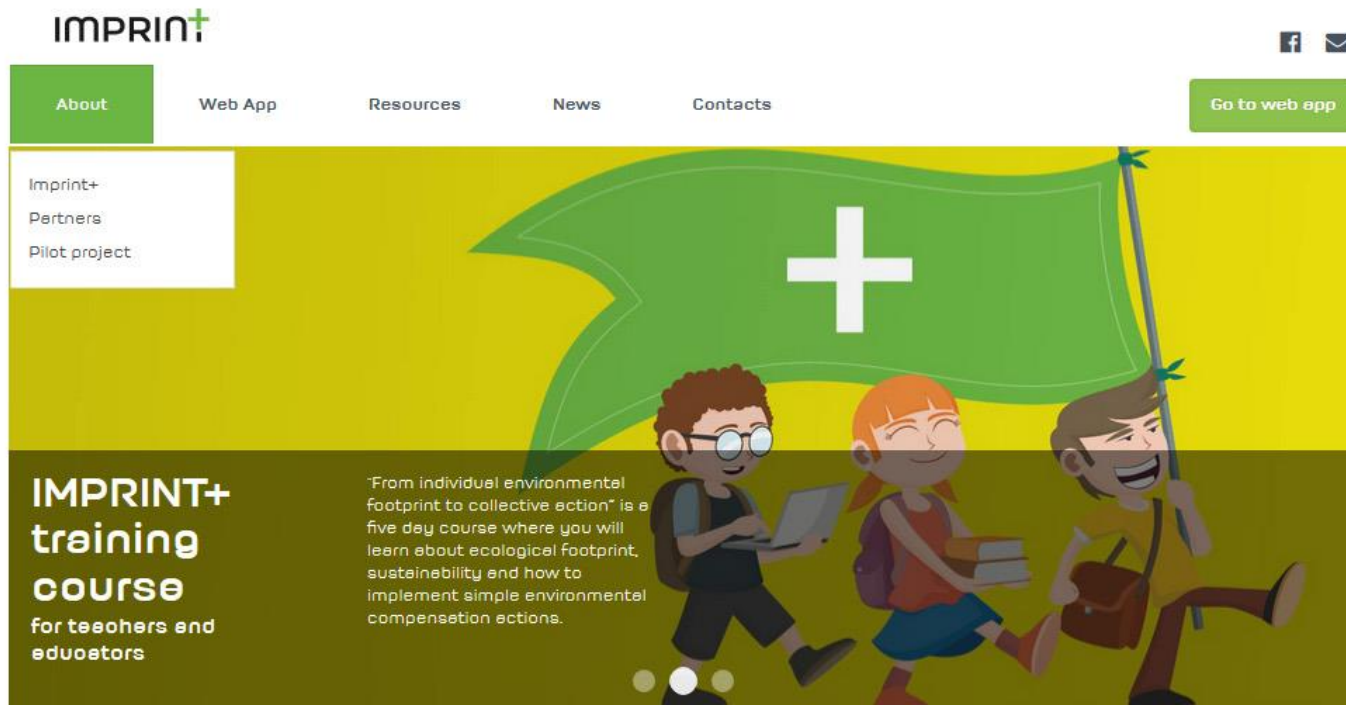 IMPRINT+
About Web App Resources News Contacts Go to web app
Imprint+
Partners
Pilot project
IMPRINT+
training
course
for teachers and
educators
"From individual environmental
footprint to collective action" is a
five day course where you will
learn about ecological footprint,
sustainability and how to
implement simple environmental
compensation actions.